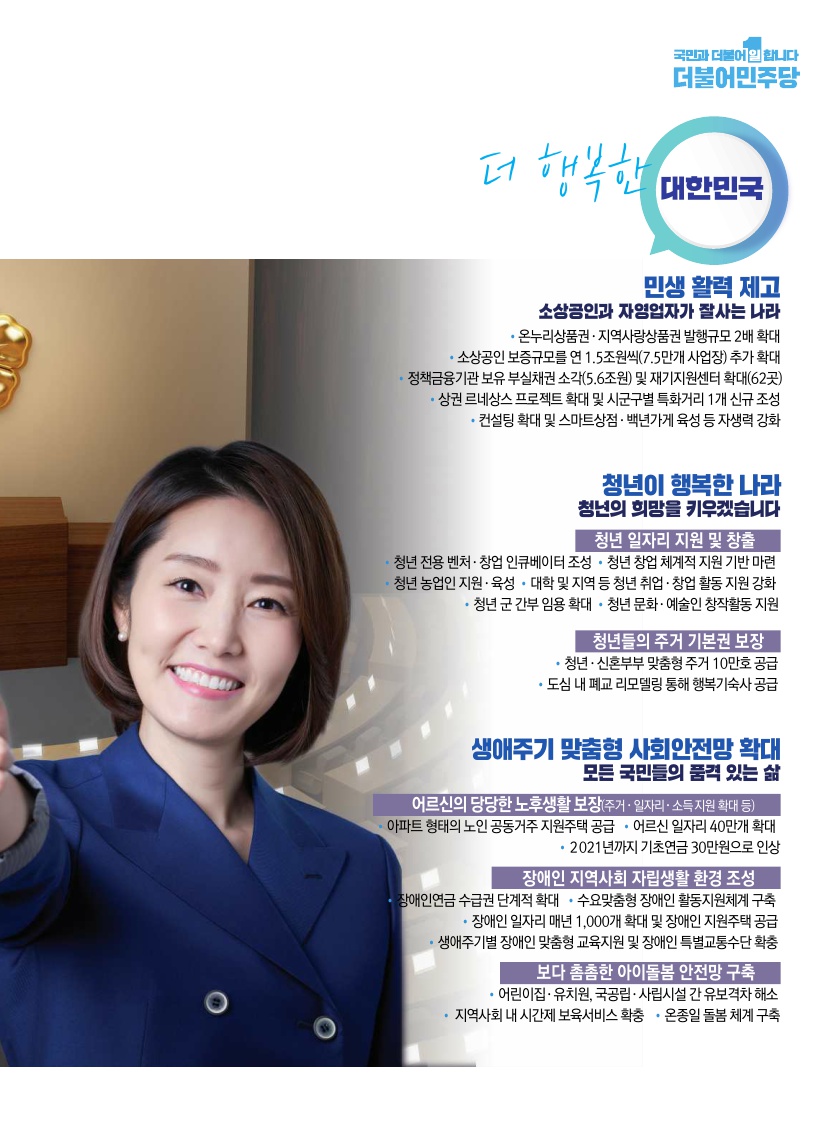 국민과 더불어 일 합니다
더불어민주당
더 행복한 대한민국
민생 활력 제고
소상공인과 자영업자가 잘사는 나라
• 온누리상품권 · 지역사랑상품권 발행규모 2배 확대
• 소상공인 보증규모를 연 1.5조원씩(7.5만개 사업장) 추가 확대
• 정책금융기관 보유 부실채권 소각(5.6조원) 및 재기지원센터 확대(62곳)
• 상권 르네상스 프로젝트 확대 및 시군구별 특화거리 1개 신규 조성
• 컨설팅 확대 및 스마트상점 · 백년가게 육성 등 자생력 강화
청년이 행복한 나라
청년의 희망을 키우겠습니다
청년 일자리 지원 및 창출
• 청년 전용 벤처 · 창업 인큐베이터 조성 • 청년 창업 체계적 지원 기반 마련
• 청년 농업인 지원 · 육성 • 대학 및 지역 등 청년 취업 · 창업 활동 지원 강화
• 청년 군 간부 임용 확대 • 청년 문화 · 예술인 창작활동 지원
청년들의 주거 기본권 보장
• 청년 · 신혼부부 맞춤형 주거 10만호 공급
• 도심 내 폐교 리모델링 통해 행복기숙사 공급
생애주기 맞춤형 사회안전망 확대
모든 국민들의 품격 있는 삶
어르신의 당당한 노후생활 보장(주거 · 일자리 · 소득지원 확대 등)
• 아파트 형태의 노인 공동거주 지원주택 공급 • 어르신 일자리 40만개 확대
• 2021년까지 기초연금 30만원으로 인상
장애인 지역사회 자립생활 환경 조성
• 장애인연금 수급권 단계적 확대 • 수요맞춤형 장애인 활동지원체계 구축
• 장애인 일자리 매년 1,000개 확대 및 장애인 지원주택 공급
• 생애주기별 장애인 맞춤형 교육지원 및 장애인 특별교통수단 확충
보다 촘촘한 아이돌봄 안전망 구축
• 어린이집 · 유치원, 국공립 · 사립시설 간 유보격차 해소
• 지역사회 내 시간제 보육서비스 확충 • 온종일 돌봄 체계 구축